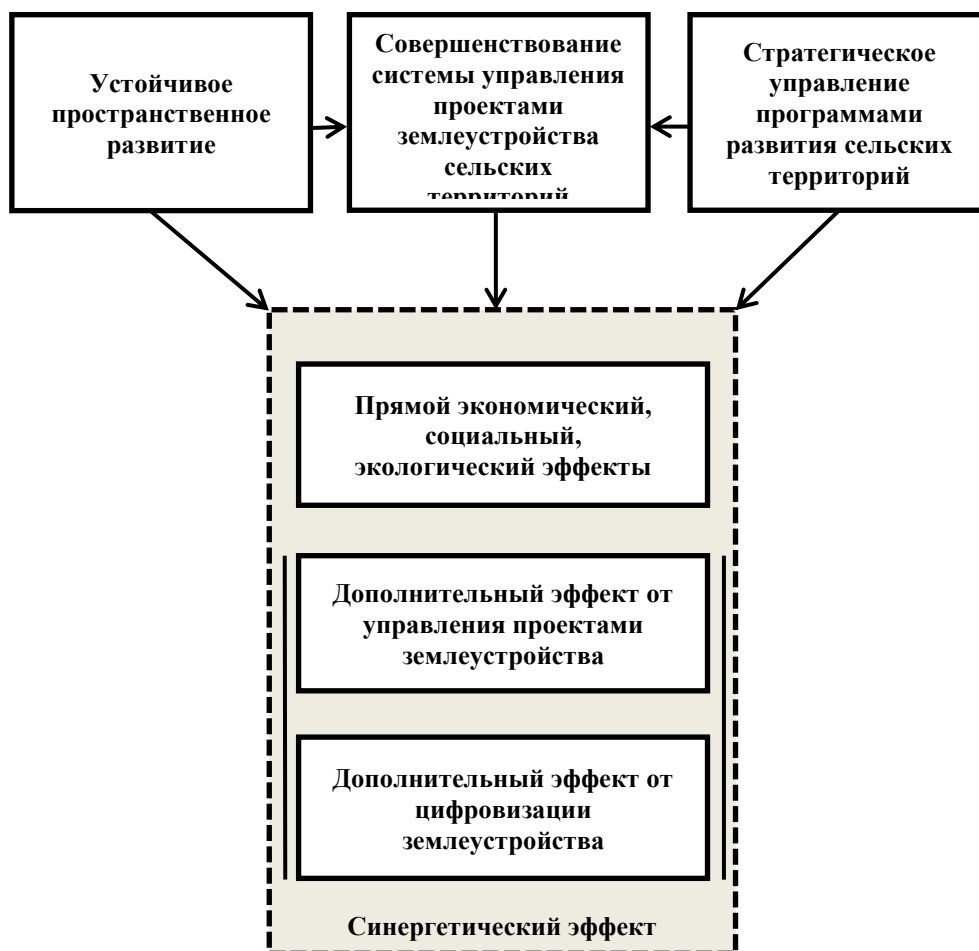 Устойчивое
пространственное
развитие
Совершенствование
системы управления
проектами
землеустройства
сельских
территорий
Стратегическое
управление
программами
развития сельских
территорий
Прямой экономический,
социальный,
экологический эффекты
Дополнительный эффект от
управления проектами
землеустройства
Дополнительный эффект от
цифровизации
землеустройства
Синергетический эффект